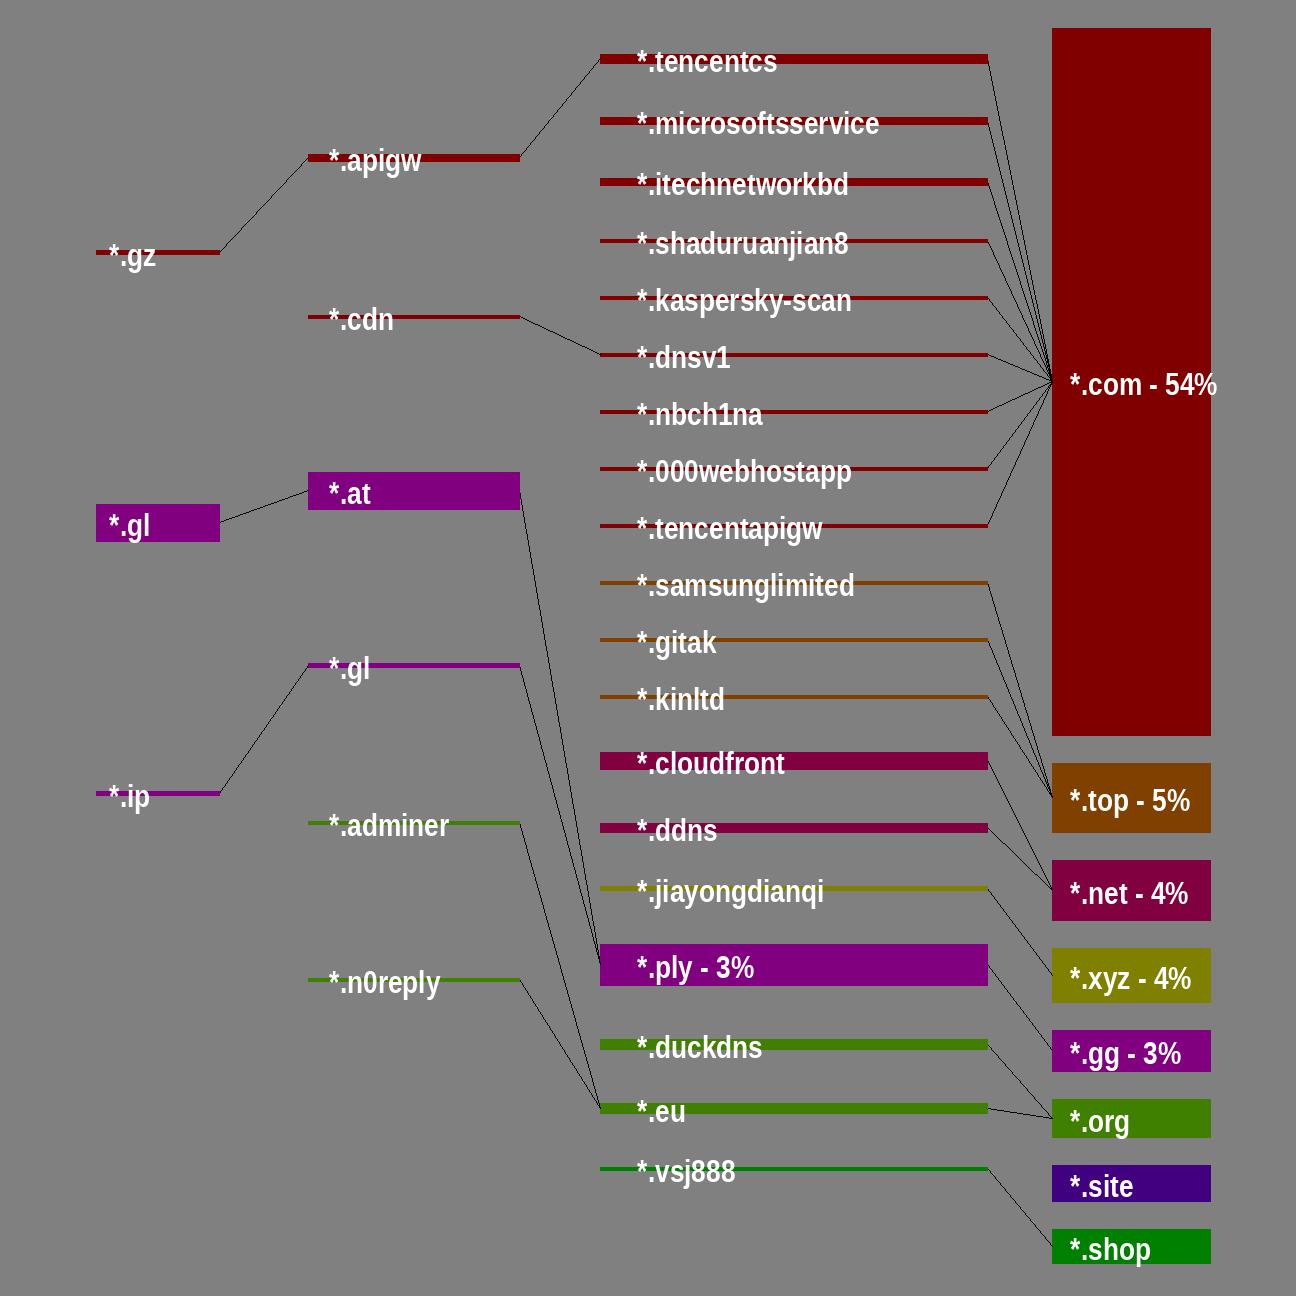 *.tencentcs
*.microsoftsservice
*.apigw
*.itechnetworkbd
*.shaduruanjian8
*.gz
*.kaspersky-scan
*.cdn
*.dnsv1
*.com - 54%
*.nbch1na
*.000webhostapp
*.at
*.gl
*.tencentapigw
*.samsunglimited
*.gitak
*.gl
*.kinltd
*.cloudfront
*.ip
*.top - 5%
*.adminer
*.ddns
*.jiayongdianqi
*.net - 4%
*.ply - 3%
*.n0reply
*.xyz - 4%
*.duckdns
*.gg - 3%
*.eu
*.org
*.vsj888
*.site
*.shop